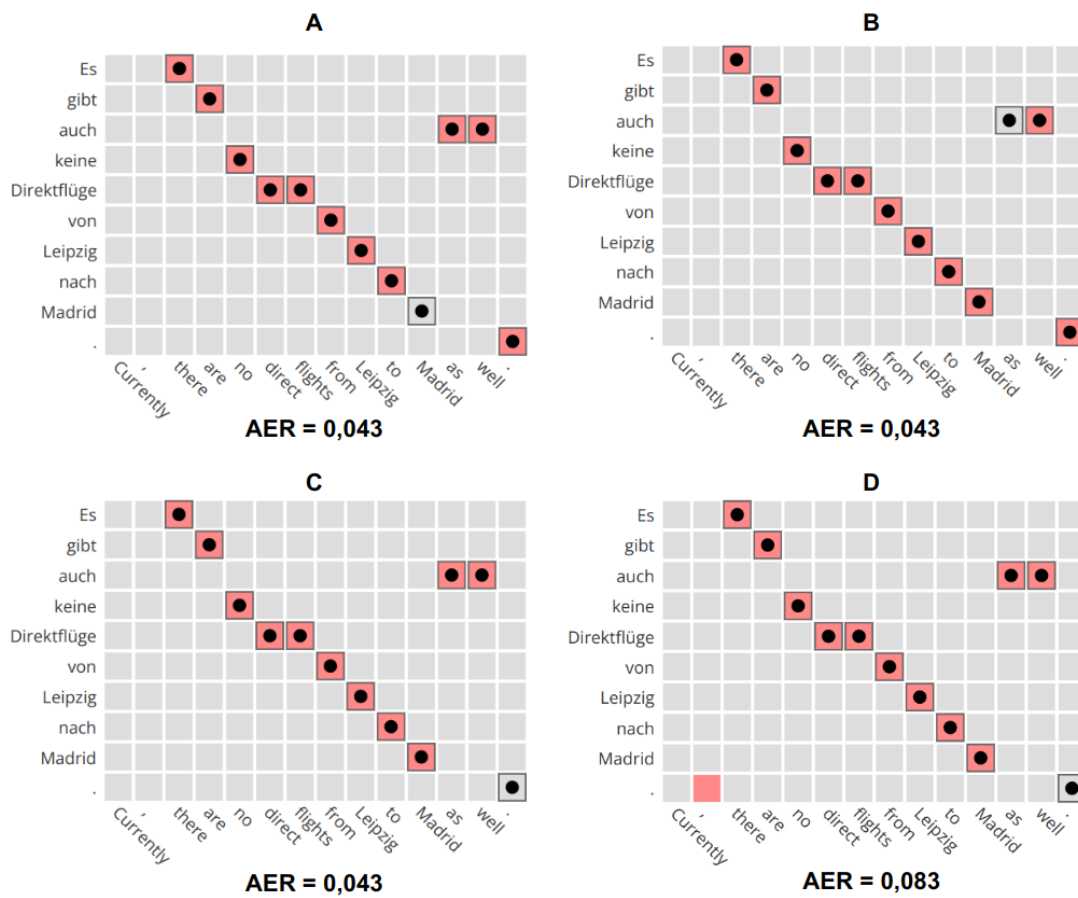 A
Es
gibt
auch
keine
Direktflüge
von
Leipzig
nach
Madrid
.
Currently , there are no direct flights from Leipzig to Madrid as well .
AER = 0,043
B
Es
gibt
auch
keine
Direktflüge
von
Leipzig
nach
Madrid
.
Currently , there are no direct flights from Leipzig to Madrid as well .
AER = 0,043
C
Es
gibt
auch
keine
Direktflüge
von
Leipzig
nach
Madrid
.
Currently , there are no direct flights from Leipzig to Madrid as well .
AER = 0,043
D
Es
gibt
auch
keine
Direktflüge
von
Leipzig
nach
Madrid
.
Currently , there are no direct flights from Leipzig to Madrid as well .
AER = 0,083